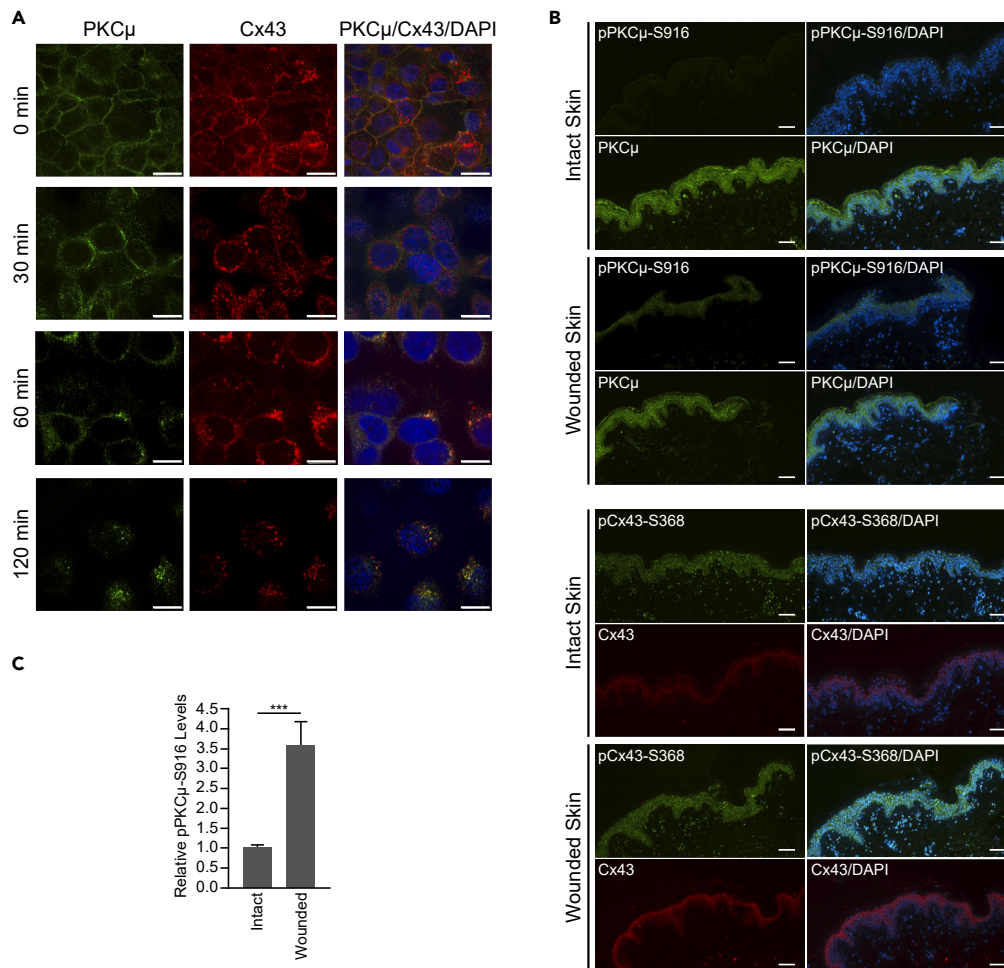 A
PKCμ Cx43 PKCμ/Cx43/DAPI
0 min
30 min
60 min
120 min
B
Intact Skin
pPKCμ-S916 pPKCμ-S916/DAPI
PKCμ PKCμ/DAPI
Wounded Skin
pPKCμ-S916 pPKCμ-S916/DAPI
PKCμ PKCμ/DAPI
Intact Skin
pCx43-S368 pCx43-S368/DAPI
Cx43 Cx43/DAPI
Wounded Skin
pCx43-S368 pCx43-S368/DAPI
Cx43 Cx43/DAPI
C
Relative pPKCμ-S916 Levels
4.5
4.0
3.5
3.0
2.5
2.0
1.5
1.0
0.5
0.0
***
Intact
Wounded